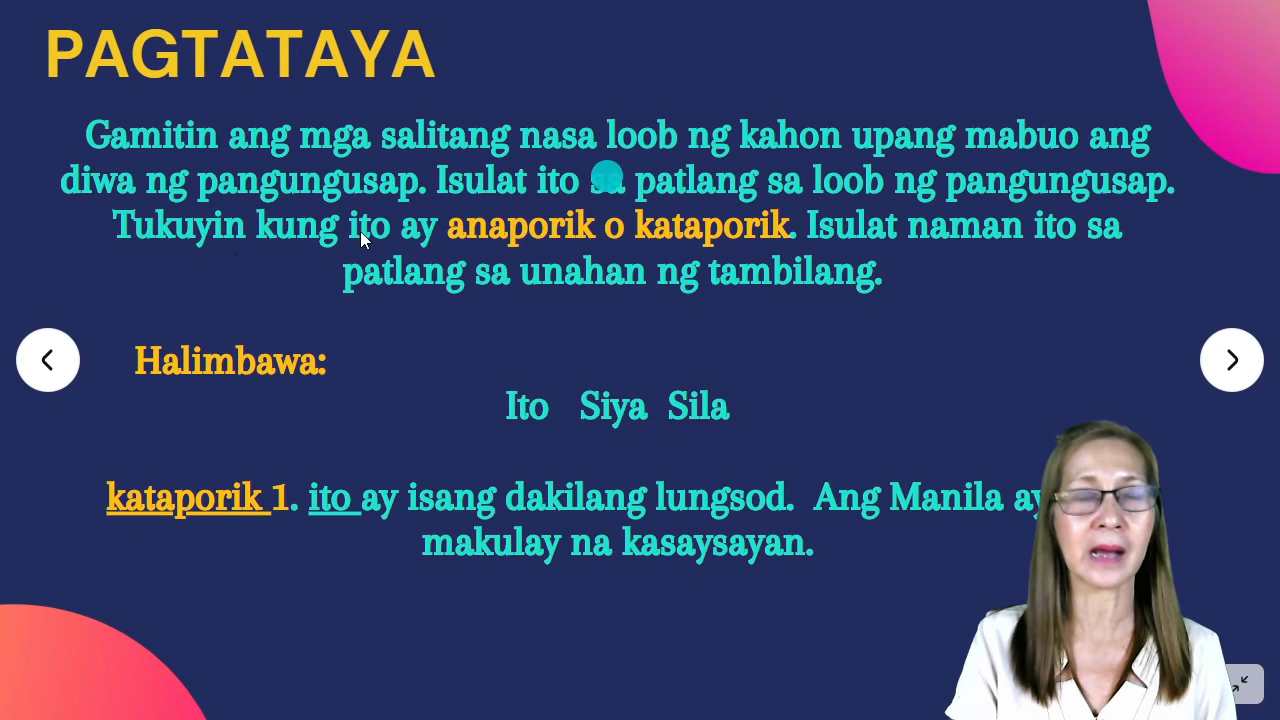 PAGTATAYA
Gamitin ang mga salitang nasa loob ng kahon upang mabuo ang
diwa ng pangungusap. Isulat ito sa patlang sa loob ng pangungusap.
Tukuyin kung ito ay anaporik o kataporik. Isulat naman ito sa
patlang sa unahan ng tambilang.
Halimbawa:
Ito Siya Sila
kataporik 1. ito ay isang dakilang lungsod. Ang Manila ay
makulay na kasaysayan.